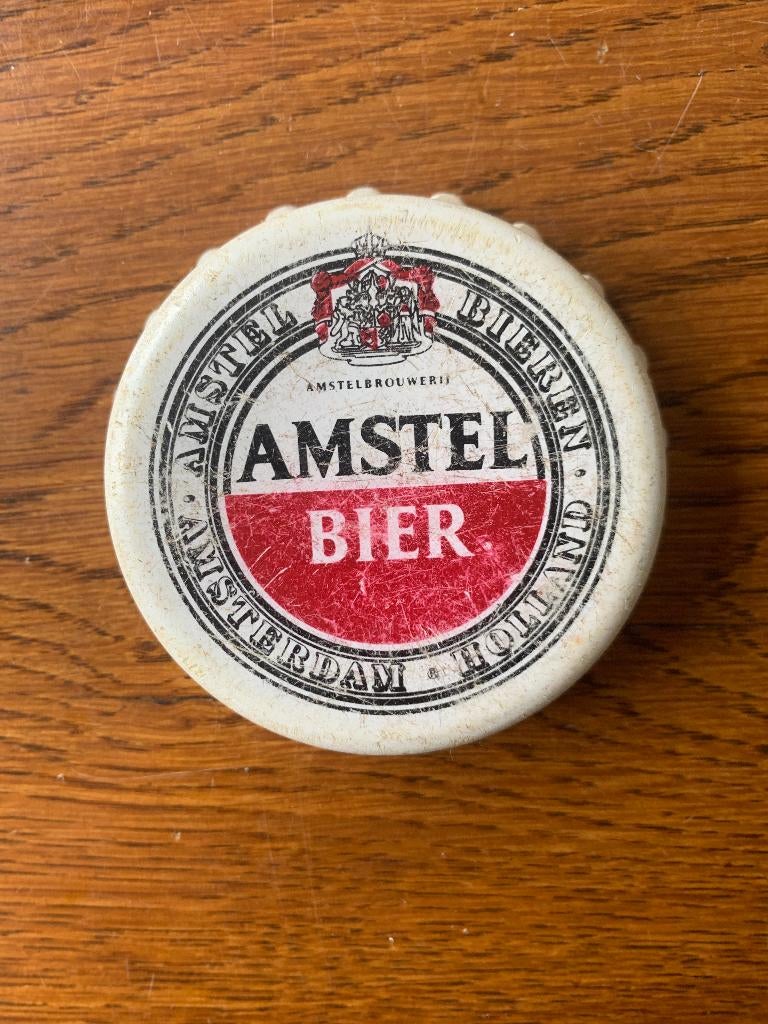 AMSTEL BIEREN
AMSTELBROUWERIJ
AMSTEL
BIER
AMSTERDAM · HOLLAND